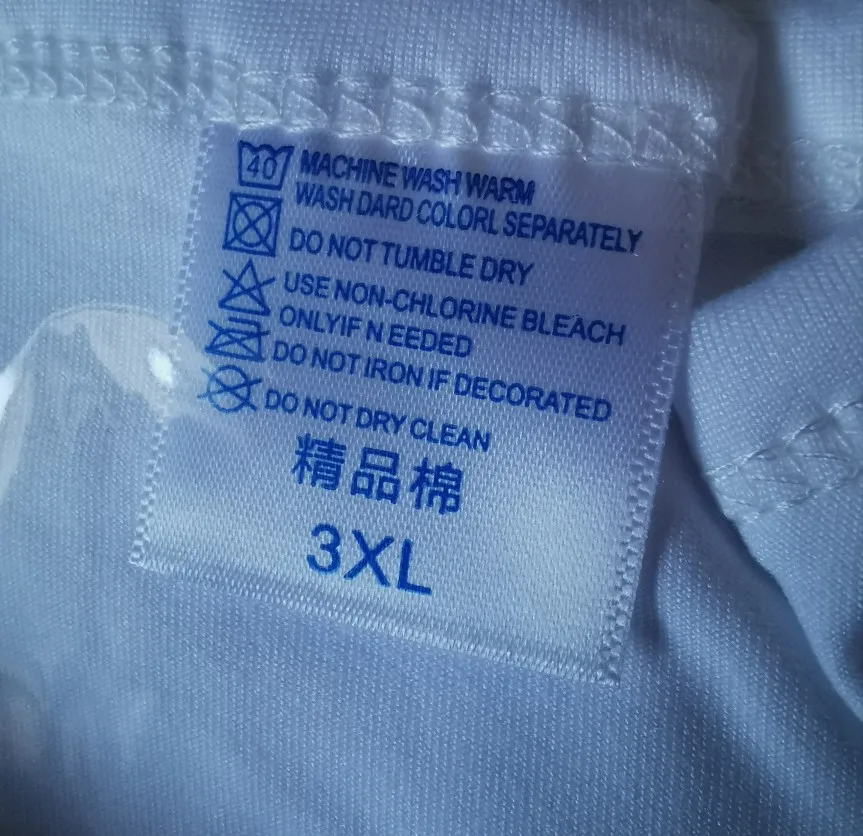 40 MACHINE WASH WARM
WASH DARD COLORL SEPARATELY
DO NOT TUMBLE DRY
USE NON-CHLORINE BLEACH
ONLYIF N EEDED
DO NOT IRON IF DECORATED
DO NOT DRY CLEAN
精品棉
3XL